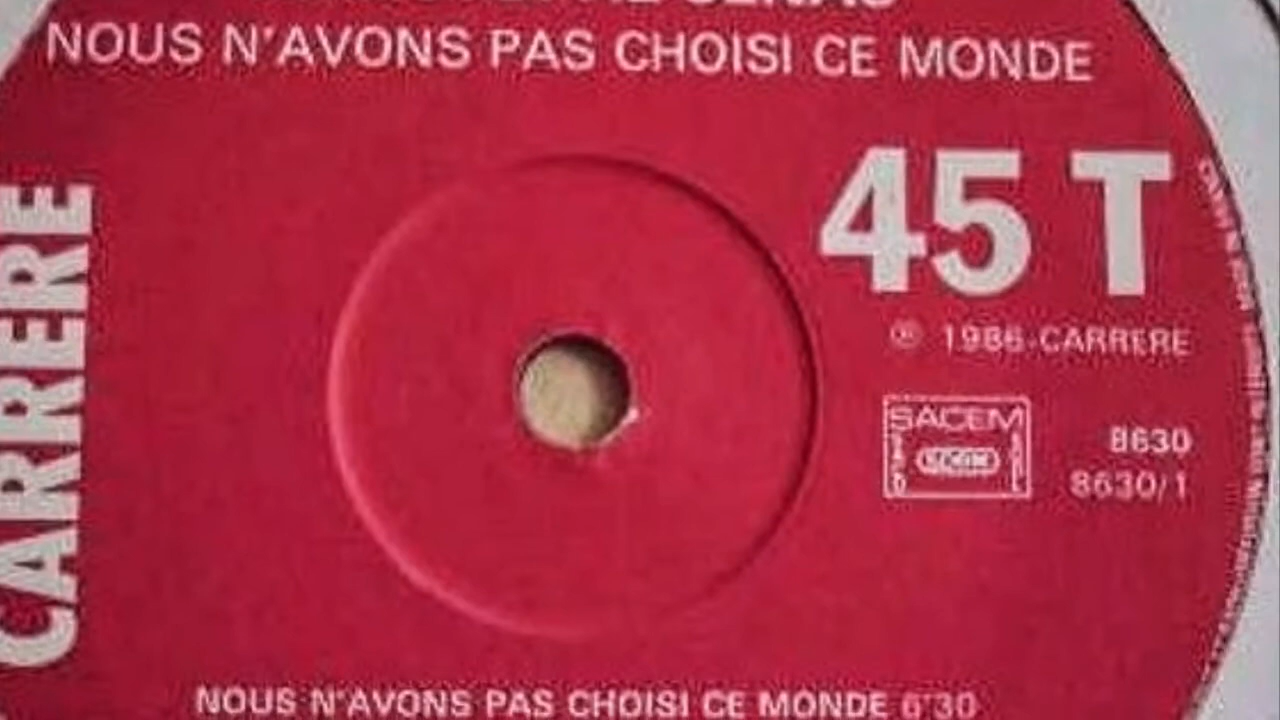 NOUS N'AVONS PAS CHOISI CE MONDE
CARRERE
45 T
℗ 1986-CARRERE
SACEM
8630
8630/1
NOUS N'AVONS PAS CHOISI CE MONDE 6'30